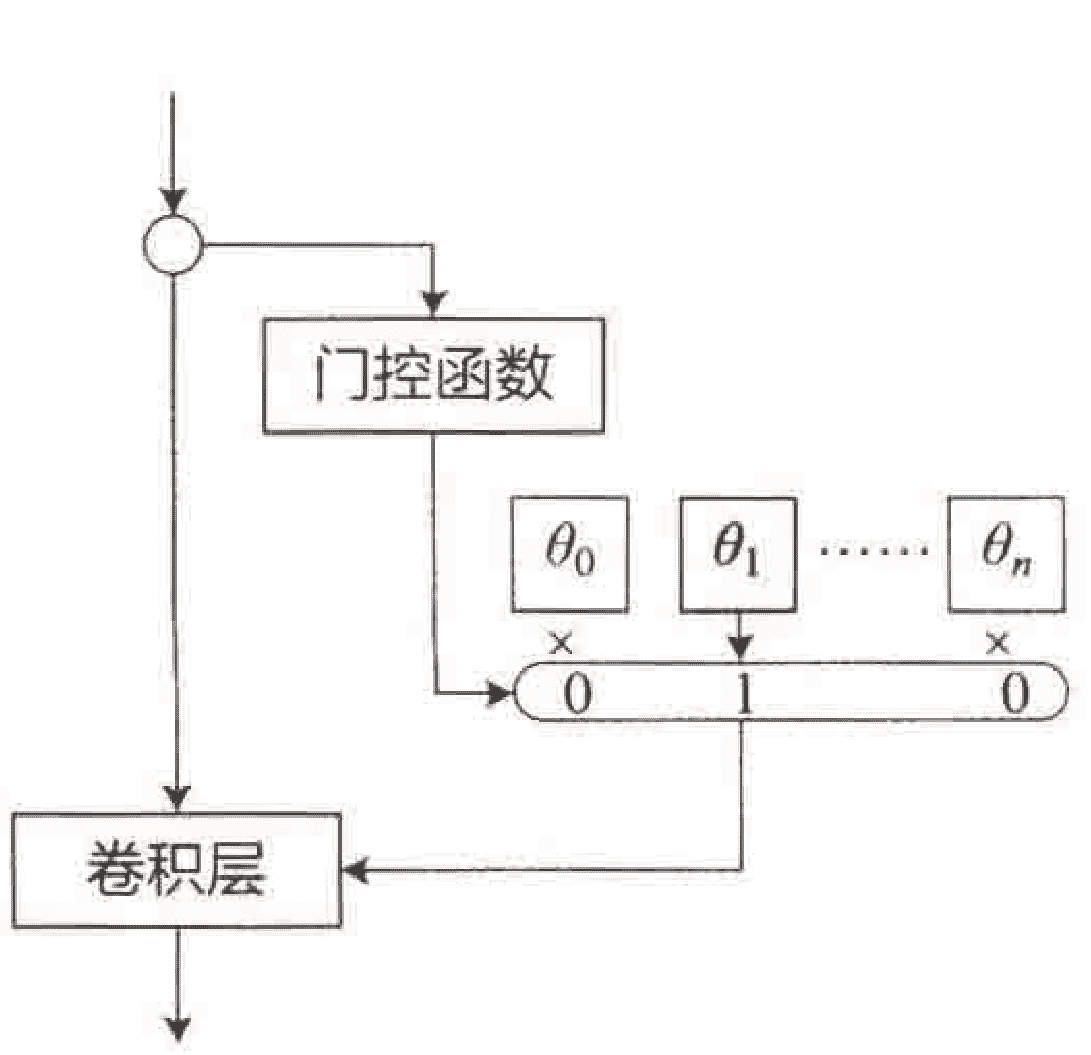 门控函数
θ₀ θ₁ ...... θₙ
× ×
0 1 0
卷积层